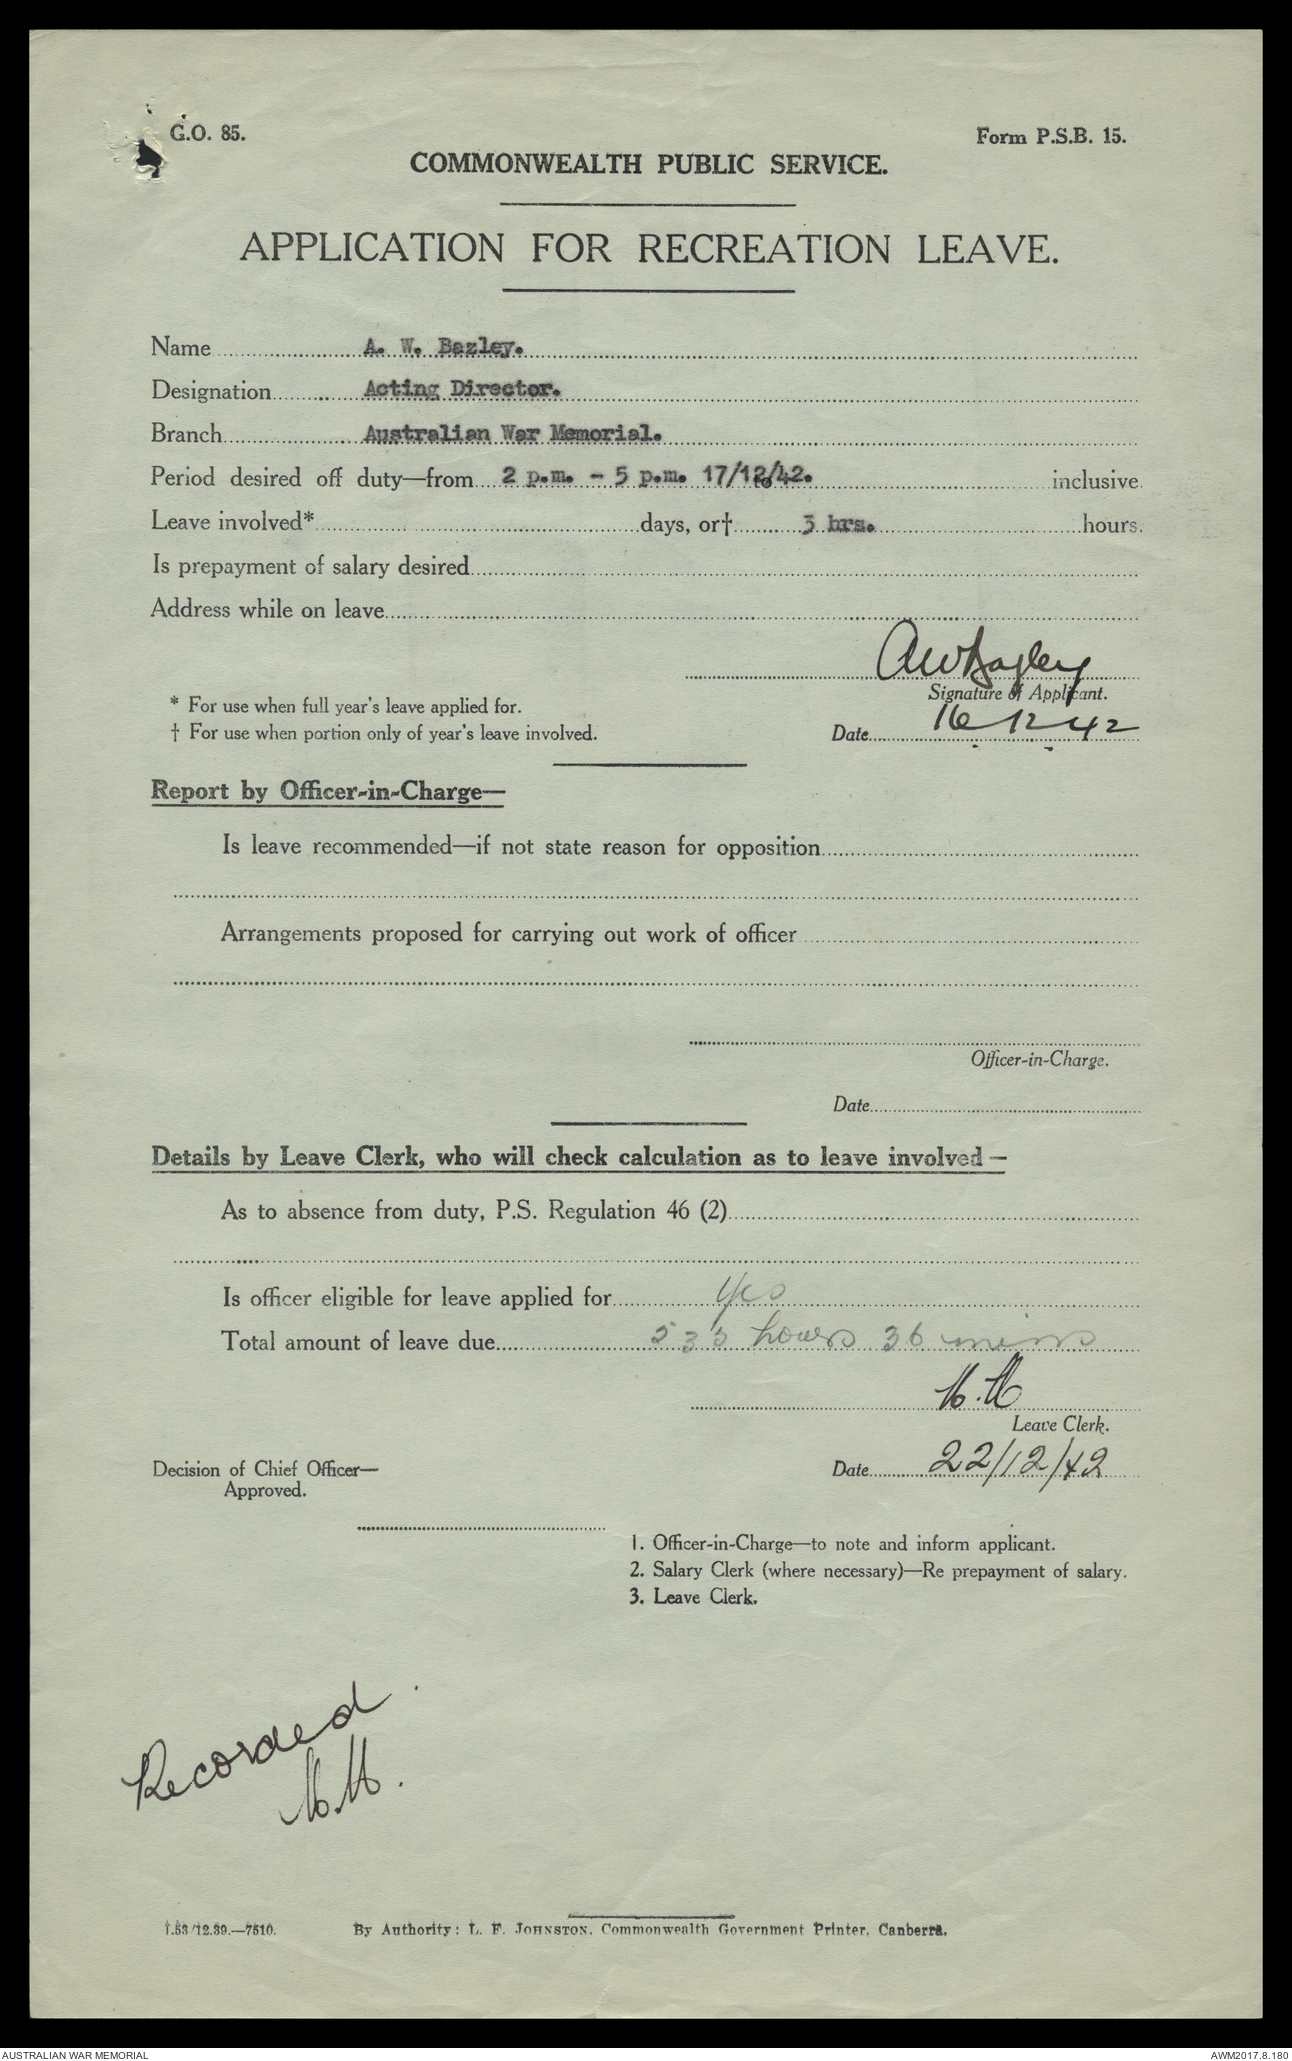 G.O. 85.
Form P.S.B. 15.
COMMONWEALTH PUBLIC SERVICE.
APPLICATION FOR RECREATION LEAVE.
Name A. W. Bazley.
Designation Acting Director.
Branch Australian War Memorial.
Period desired off duty—from 2 p.m. - 5 p.m. 17/12/42. to inclusive.
Leave involved* days, or† 3 hrs. hours.
Is prepayment of salary desired
Address while on leave
AWBazley
Signature of Applicant.
* For use when full year's leave applied for.
† For use when portion only of year's leave involved.
Date 16-12-42
Report by Officer-in-Charge—
Is leave recommended—if not state reason for opposition
Arrangements proposed for carrying out work of officer
Officer-in-Charge.
Date
Details by Leave Clerk, who will check calculation as to leave involved—
As to absence from duty, P.S. Regulation 46 (2)
Is officer eligible for leave applied for Yes
Total amount of leave due 533 hours 36 mins
Leave Clerk.
Decision of Chief Officer—
Approved.
Date 22/12/42
1. Officer-in-Charge—to note and inform applicant.
2. Salary Clerk (where necessary)—Re prepayment of salary.
3. Leave Clerk.
Recorded.
1.53/12.39.—7510.
By Authority: L. F. JOHNSTON, Commonwealth Government Printer, Canberra.
AUSTRALIAN WAR MEMORIAL
AWM2017.8.180